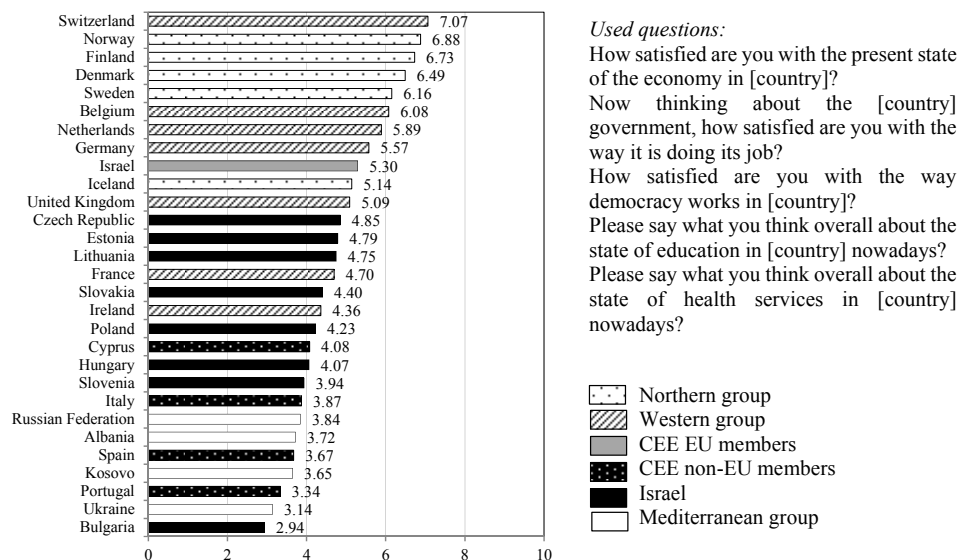 Switzerland 7.07
Norway 6.88
Finland 6.73
Denmark 6.49
Sweden 6.16
Belgium 6.08
Netherlands 5.89
Germany 5.57
Israel 5.30
Iceland 5.14
United Kingdom 5.09
Czech Republic 4.85
Estonia 4.79
Lithuania 4.75
France 4.70
Slovakia 4.40
Ireland 4.36
Poland 4.23
Cyprus 4.08
Hungary 4.07
Slovenia 3.94
Italy 3.87
Russian Federation 3.84
Albania 3.72
Spain 3.67
Kosovo 3.65
Portugal 3.34
Ukraine 3.14
Bulgaria 2.94
0 2 4 6 8 10
Used questions:
How satisfied are you with the present state
of the economy in [country]?
Now thinking about the [country]
government, how satisfied are you with the
way it is doing its job?
How satisfied are you with the way
democracy works in [country]?
Please say what you think overall about the
state of education in [country] nowadays?
Please say what you think overall about the
state of health services in [country]
nowadays?
Northern group
Western group
CEE EU members
CEE non-EU members
Israel
Mediterranean group